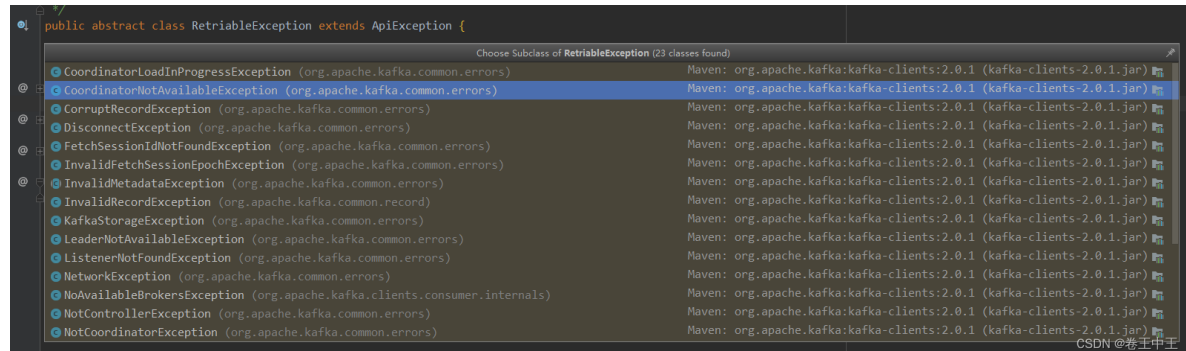 */
public abstract class RetriableException extends ApiException {
Choose Subclass of RetriableException (23 classes found)
CoordinatorLoadInProgressException (org.apache.kafka.common.errors) Maven: org.apache.kafka:kafka-clients:2.0.1 (kafka-clients-2.0.1.jar)
CoordinatorNotAvailableException (org.apache.kafka.common.errors) Maven: org.apache.kafka:kafka-clients:2.0.1 (kafka-clients-2.0.1.jar)
CorruptRecordException (org.apache.kafka.common.errors) Maven: org.apache.kafka:kafka-clients:2.0.1 (kafka-clients-2.0.1.jar)
DisconnectException (org.apache.kafka.common.errors) Maven: org.apache.kafka:kafka-clients:2.0.1 (kafka-clients-2.0.1.jar)
FetchSessionIdNotFoundException (org.apache.kafka.common.errors) Maven: org.apache.kafka:kafka-clients:2.0.1 (kafka-clients-2.0.1.jar)
InvalidFetchSessionEpochException (org.apache.kafka.common.errors) Maven: org.apache.kafka:kafka-clients:2.0.1 (kafka-clients-2.0.1.jar)
InvalidMetadataException (org.apache.kafka.common.errors) Maven: org.apache.kafka:kafka-clients:2.0.1 (kafka-clients-2.0.1.jar)
InvalidRecordException (org.apache.kafka.common.record) Maven: org.apache.kafka:kafka-clients:2.0.1 (kafka-clients-2.0.1.jar)
KafkaStorageException (org.apache.kafka.common.errors) Maven: org.apache.kafka:kafka-clients:2.0.1 (kafka-clients-2.0.1.jar)
LeaderNotAvailableException (org.apache.kafka.common.errors) Maven: org.apache.kafka:kafka-clients:2.0.1 (kafka-clients-2.0.1.jar)
ListenerNotFoundException (org.apache.kafka.common.errors) Maven: org.apache.kafka:kafka-clients:2.0.1 (kafka-clients-2.0.1.jar)
NetworkException (org.apache.kafka.common.errors) Maven: org.apache.kafka:kafka-clients:2.0.1 (kafka-clients-2.0.1.jar)
NoAvailableBrokersException (org.apache.kafka.clients.consumer.internals) Maven: org.apache.kafka:kafka-clients:2.0.1 (kafka-clients-2.0.1.jar)
NotControllerException (org.apache.kafka.common.errors) Maven: org.apache.kafka:kafka-clients:2.0.1 (kafka-clients-2.0.1.jar)
NotCoordinatorException (org.apache.kafka.common.errors) Maven: org.apache.kafka:kafka-clients:2.0.1 (kafka-clients-2.0.1.jar)
CSDN @卷王中王